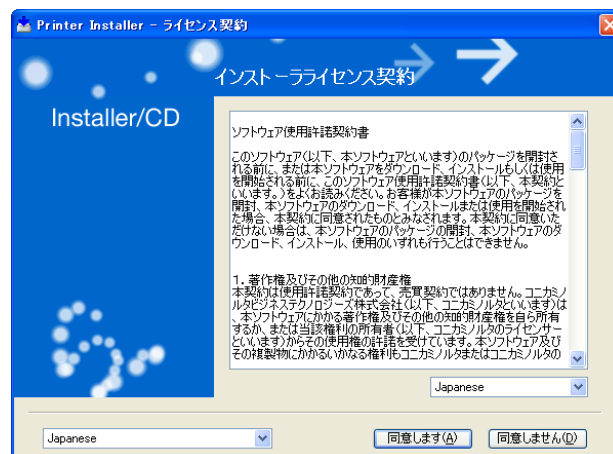 Printer Installer - ライセンス契約
インストーラライセンス契約
Installer/CD
ソフトウェア使用許諾契約書
このソフトウェア(以下、本ソフトウェアといいます)のパッケージを開封さ
れる前に、または本ソフトウェアをダウンロード、インストールもしくは使用
を開始される前に、このソフトウェア使用許諾契約書(以下、本契約と
いいます。)をよくお読みください。お客様が本ソフトウェアのパッケージを
開封、本ソフトウェアのダウンロード、インストールまたは使用を開始され
た場合、本契約に同意されたものとみなされます。本契約に同意いた
だけない場合は、本ソフトウェアのパッケージの開封、本ソフトウェアのダ
ウンロード、インストール、使用のいずれも行うことはできません。
1. 著作権及びその他の知的財産権
本契約は使用許諾契約であって、売買契約ではありません。コニカミノ
ルタビジネステクノロジーズ株式会社(以下、コニカミノルタといいます)は
、本ソフトウェアにかかる著作権及びその他の知的財産権を自ら所有
するか、または当該権利の所有者(以下、コニカミノルタのライセンサー
といいます)からその使用権の許諾を受けています。本ソフトウェア及び
その複製物にかかるいかなる権利もコニカミノルタまたはコニカミノルタの
Japanese
Japanese
同意します(A)
同意しません(D)